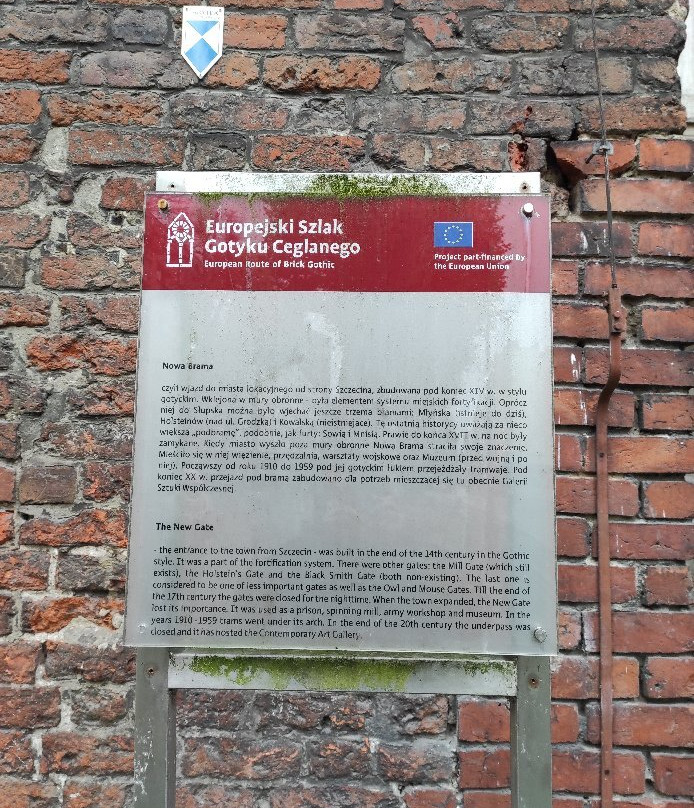 Europejski Szlak
Gotyku Ceglanego
European Route of Brick Gothic
Project part-financed by
the European Union
Nowa Brama
czyli wjazd do miasta lokacyjnego od strony Szczecina, zbudowana pod koniec XIV w. w stylu
gotyckim. Wklejona w mury obronne - była elementem systemu miejskich fortyfikacji. Oprócz
niej do Słupska można było wjechać jeszcze trzema bramami: Młyńską (istnieje do dziś),
Holsteinów (nad ul. Grodzką) i Kowalską (nieistniejące). Tę ostatnią historycy uważają za nieco
większą „podbramę”, podobnie, jak furty: Sowią i Mnisią. Prawie do końca XVII w. na noc były
zamykane. Kiedy miasto wyszło poza mury obronne Nowa Brama straciła swoje znaczenie.
Mieściło się w niej więzienie, przędzalnia, warsztaty wojskowe oraz Muzeum (przed wojną i po
niej). Począwszy od roku 1910 do 1959 pod jej gotyckim łukiem przejeżdżały tramwaje. Pod
koniec XX w. przejazd pod bramą zabudowano dla potrzeb mieszczącej się tu obecnie Galerii
Sztuki Współczesnej.
The New Gate
- the entrance to the town from Szczecin - was built in the end of the 14th century in the Gothic
style. It was a part of the fortification system. There were other gates: the Mill Gate (which still
exists), the Holstein's Gate and the Black Smith Gate (both non-existing). The last one is
considered to be one of less important gates as well as the Owl and Mouse Gates. Till the end of
the 17th century the gates were closed for the nighttime. When the town expanded, the New Gate
lost its importance. It was used as a prison, spinning mill, army workshop and museum. In the
years 1910 -1959 trams went under its arch. In the end of the 20th century the underpass was
closed and it has hosted the Contemporary Art Gallery.